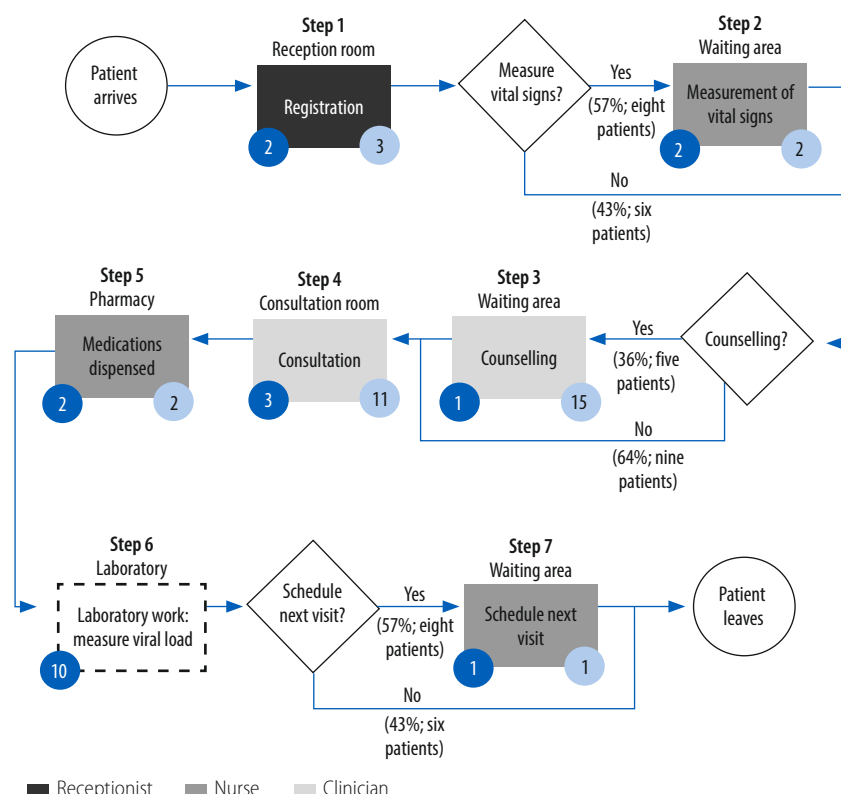 Step 1
Reception room
Step 2
Waiting area
Patient
arrives
Registration
2
3
Measure
vital signs?
Yes
(57%; eight
patients)
Measurement of
vital signs
2
2
No
(43%; six
patients)
Step 5
Pharmacy
Step 4
Consultation room
Step 3
Waiting area
Medications
dispensed
2
2
Consultation
3
11
Counselling
1
15
Yes
(36%; five
patients)
Counselling?
No
(64%; nine
patients)
Step 6
Laboratory
Laboratory work:
measure viral load
10
Schedule
next visit?
Yes
(57%; eight
patients)
Step 7
Waiting area
Schedule next
visit
1
1
Patient
leaves
No
(43%; six
patients)
Receptionist
Nurse
Clinician